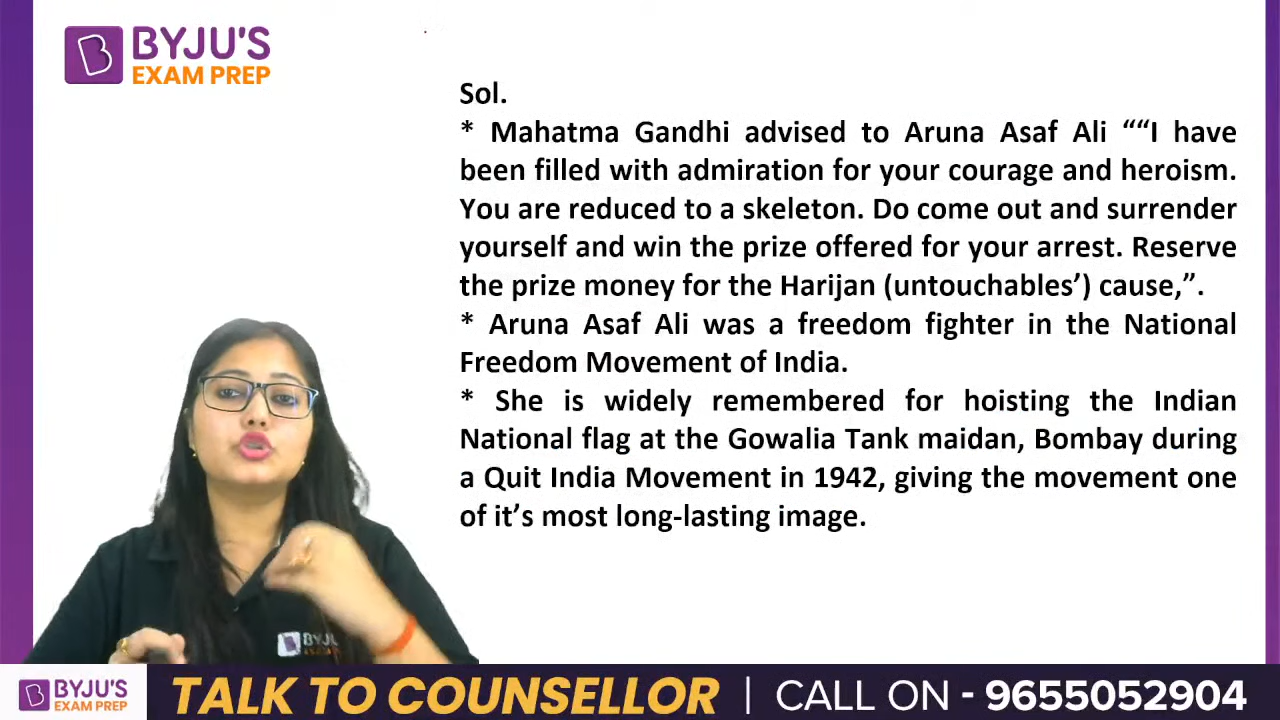 BYJU'S
EXAM PREP
Sol.
* Mahatma Gandhi advised to Aruna Asaf Ali ““I have
been filled with admiration for your courage and heroism.
You are reduced to a skeleton. Do come out and surrender
yourself and win the prize offered for your arrest. Reserve
the prize money for the Harijan (untouchables’) cause,”.
* Aruna Asaf Ali was a freedom fighter in the National
Freedom Movement of India.
* She is widely remembered for hoisting the Indian
National flag at the Gowalia Tank maidan, Bombay during
a Quit India Movement in 1942, giving the movement one
of it’s most long-lasting image.
BYJU'S
EXAM PREP
TALK TO COUNSELLOR | CALL ON - 9655052904